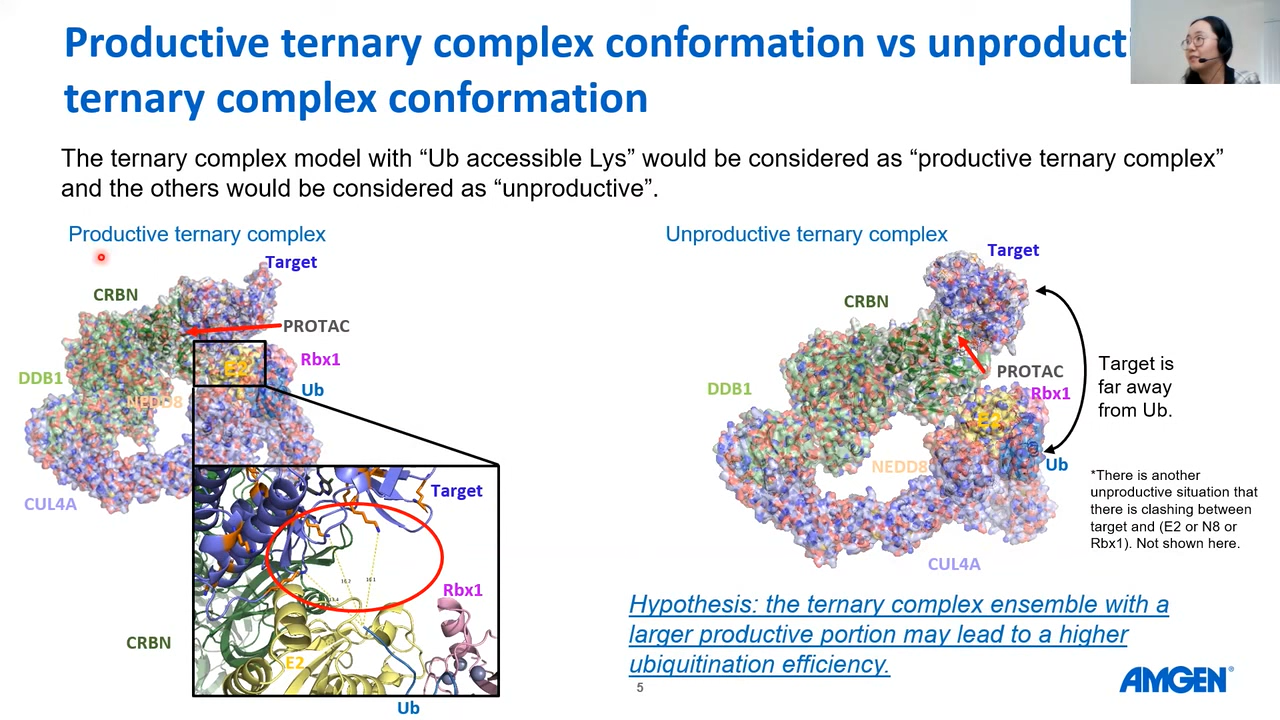 Productive ternary complex conformation vs unproducti
ternary complex conformation
The ternary complex model with “Ub accessible Lys” would be considered as “productive ternary complex”
and the others would be considered as “unproductive”.
Productive ternary complex
Target
CRBN
PROTAC
E2
Rbx1
DDB1
Ub
NEDD8
CUL4A
Target
Rbx1
CRBN
E2
Ub
Unproductive ternary complex
Target
CRBN
PROTAC
Rbx1
DDB1
E2
Ub
NEDD8
CUL4A
Target is
far away
from Ub.
*There is another
unproductive situation that
there is clashing between
target and (E2 or N8 or
Rbx1). Not shown here.
Hypothesis: the ternary complex ensemble with a
larger productive portion may lead to a higher
ubiquitination efficiency.
5
AMGEN®